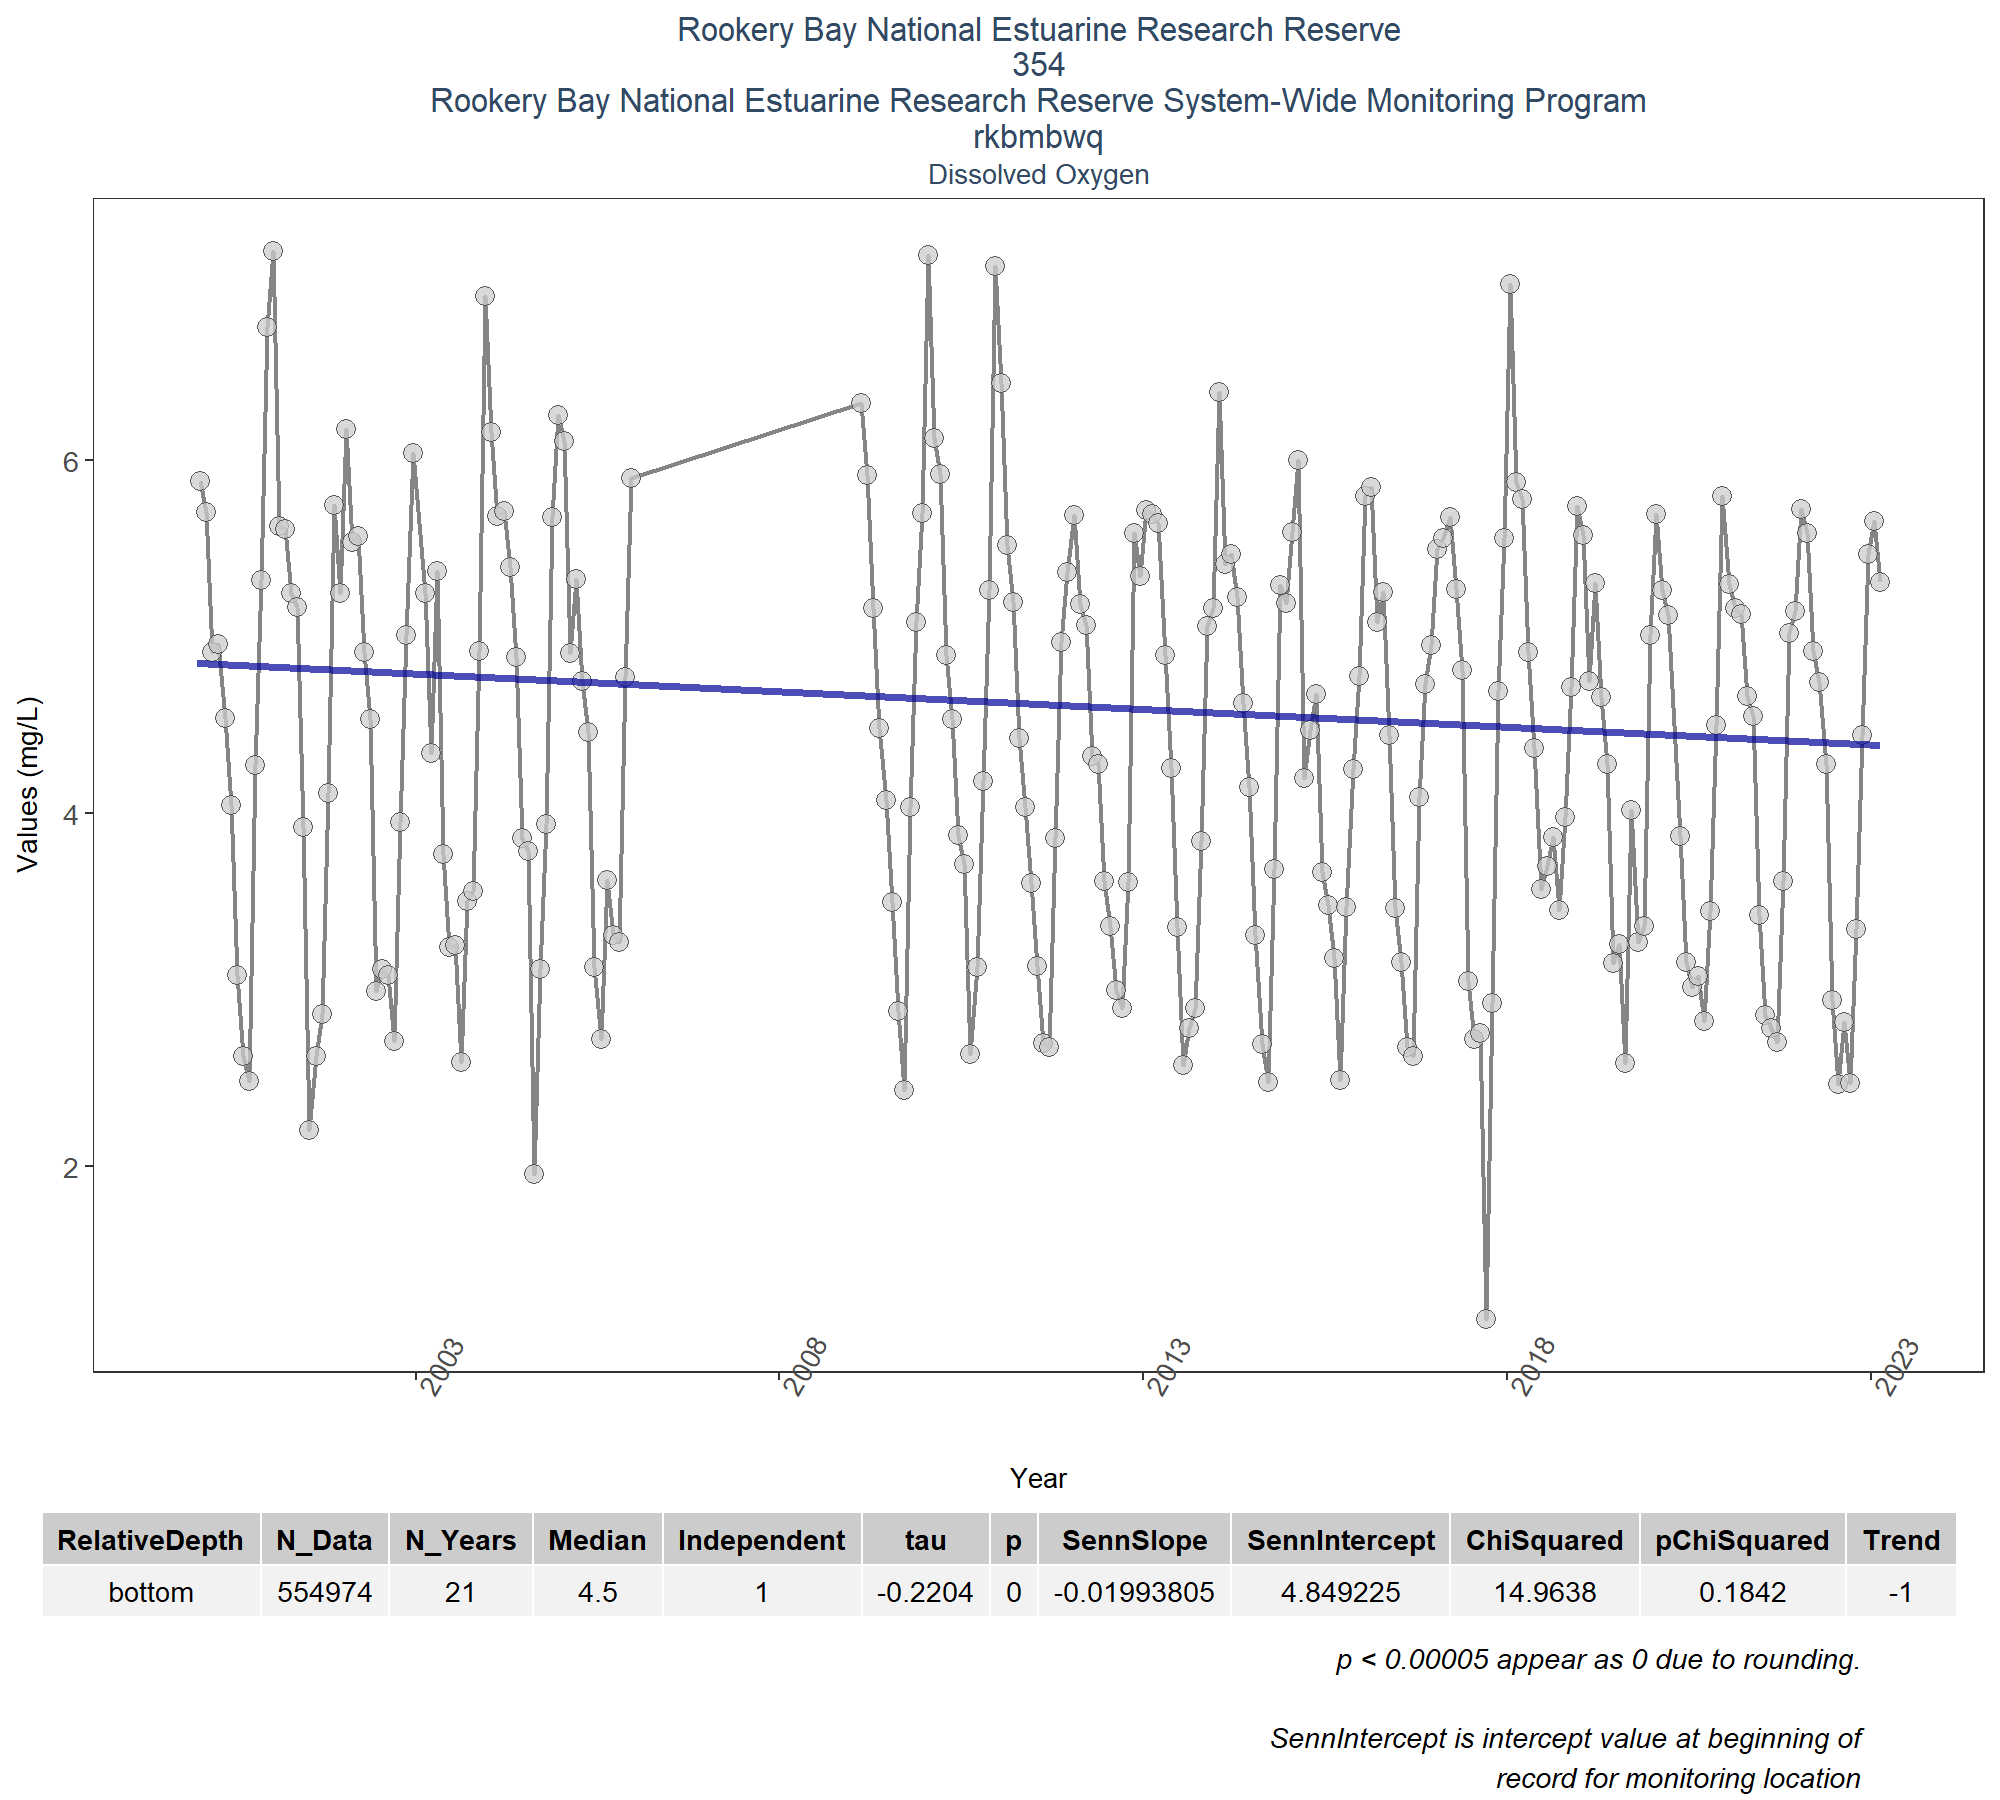 Rookery Bay National Estuarine Research Reserve
354
Rookery Bay National Estuarine Research Reserve System-Wide Monitoring Program
rkbmbwq
Dissolved Oxygen
Values (mg/L)
6
4
2
2003 2008 2013 2018 2023
Year
RelativeDepth N_Data N_Years Median Independent tau p SennSlope SennIntercept ChiSquared pChiSquared Trend
bottom 554974 21 4.5 1 -0.2204 0 -0.01993805 4.849225 14.9638 0.1842 -1
p < 0.00005 appear as 0 due to rounding.
SennIntercept is intercept value at beginning of
record for monitoring location